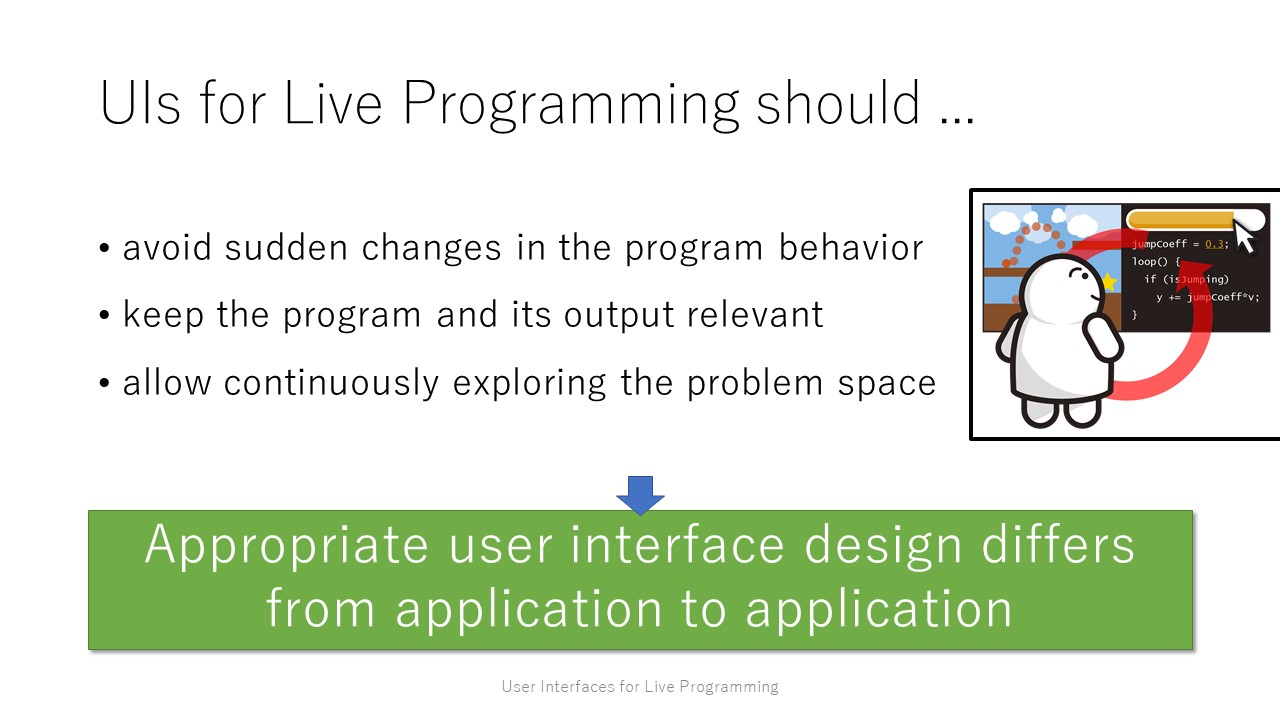 UIs for Live Programming should ...
• avoid sudden changes in the program behavior
• keep the program and its output relevant
• allow continuously exploring the problem space
jumpCoeff = 0.3;
loop() {
if (isJumping)
y += jumpCoeff*v;
}
Appropriate user interface design differs
from application to application
User Interfaces for Live Programming